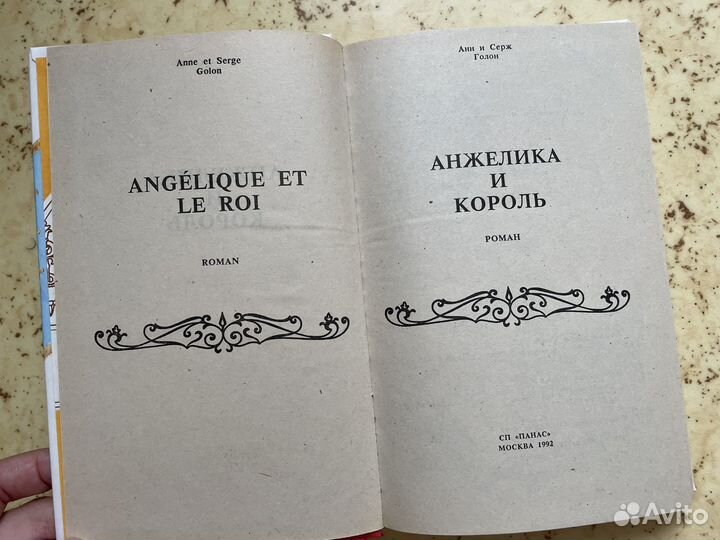 Anne et Serge
Golon
ANGÉLIQUE ET
LE ROI
ROMAN
Анн и Серж
Голон
АНЖЕЛИКА
И
КОРОЛЬ
РОМАН
СП «ПАНАС»
МОСКВА 1992
Avito